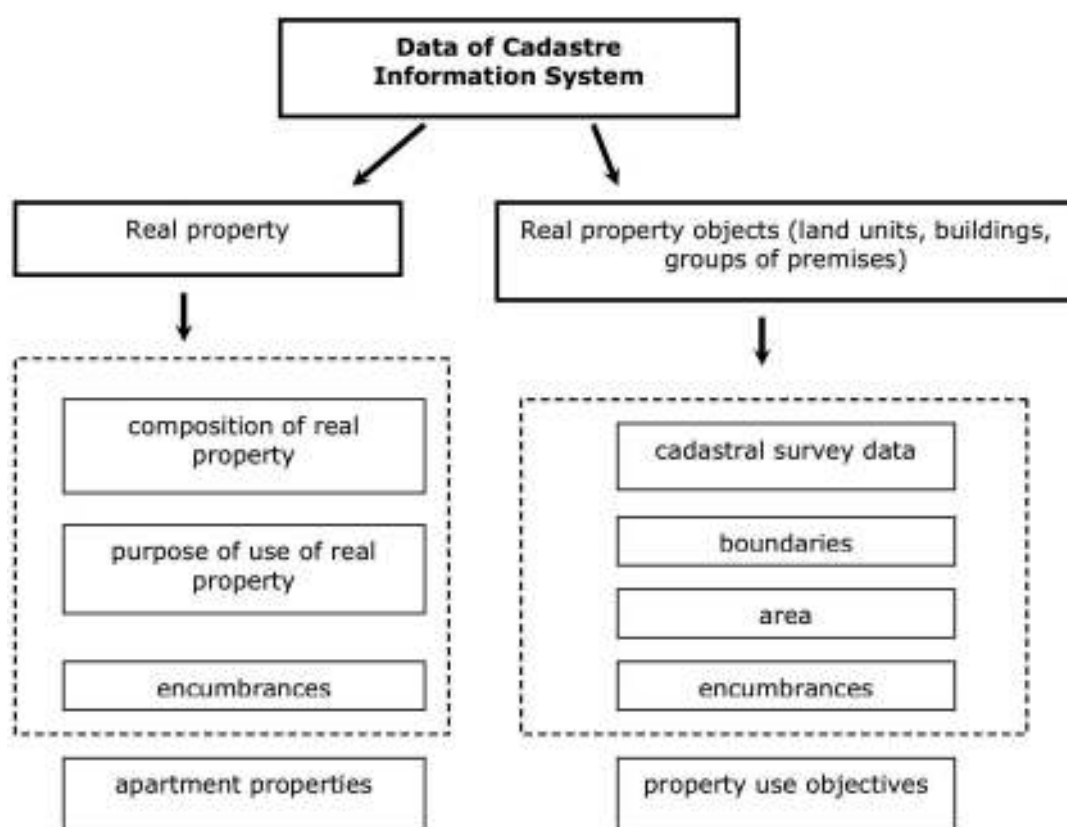 Data of Cadastre
Information System
Real property
Real property objects (land units, buildings,
groups of premises)
composition of real
property
purpose of use of real
property
encumbrances
apartment properties
cadastral survey data
boundaries
area
encumbrances
property use objectives